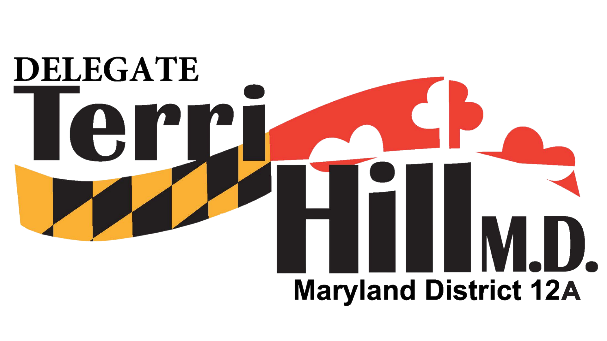 DELEGATE
Terri
Hill M.D.
Maryland District 12A